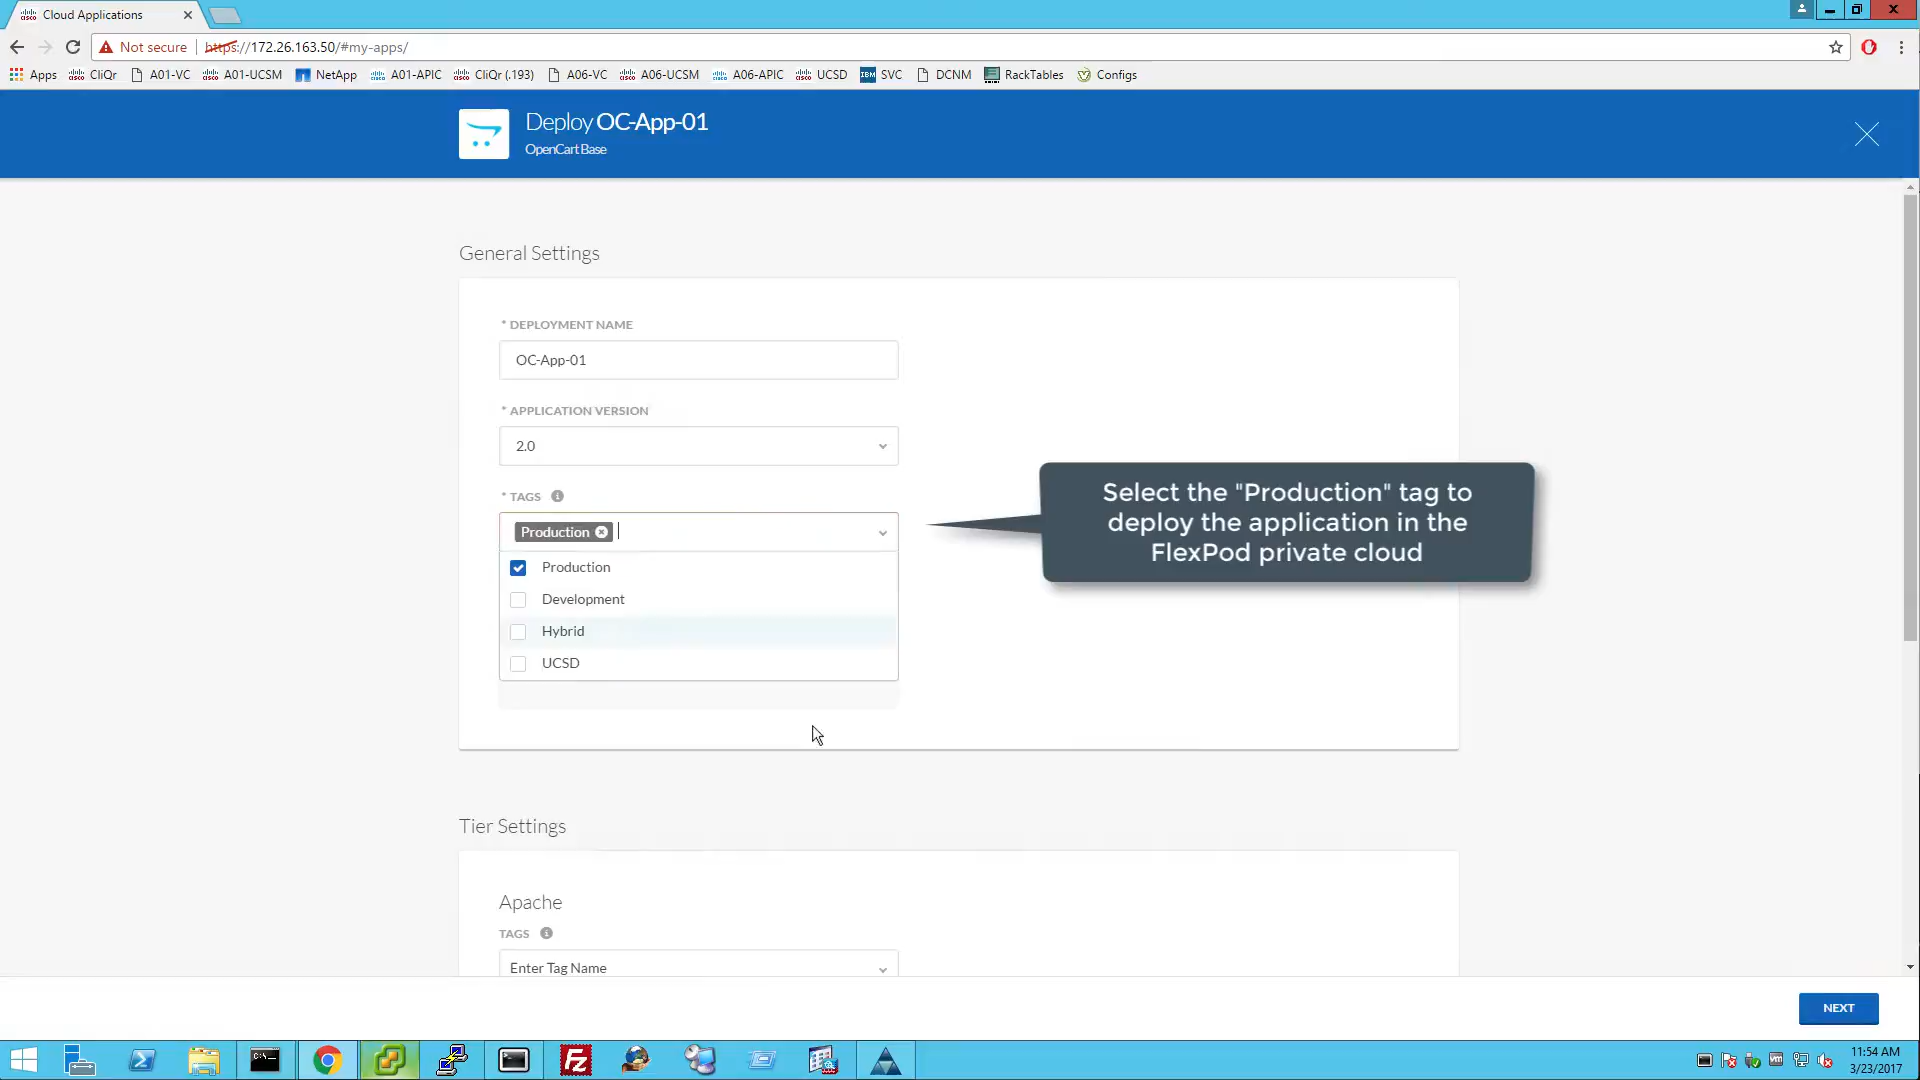 Cloud Applications
Not secure https://172.26.163.50/#my-apps/
Apps CliQr A01-VC A01-UCSM NetApp A01-APIC CliQr (.193) A06-VC A06-UCSM A06-APIC UCSD SVC DCNM RackTables Configs
Deploy OC-App-01
OpenCart Base
General Settings
* DEPLOYMENT NAME
OC-App-01
* APPLICATION VERSION
2.0
* TAGS
Production
Production
Development
Hybrid
UCSD
Select the "Production" tag to
deploy the application in the
FlexPod private cloud
Tier Settings
Apache
TAGS
Enter Tag Name
NEXT
11:54 AM
3/23/2017